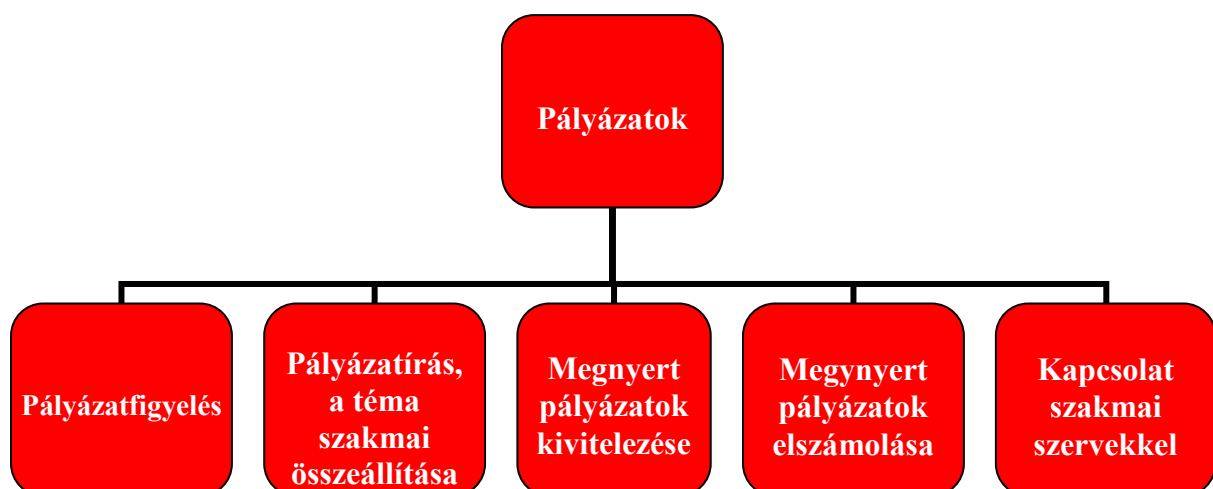 Pályázatok
Pályázatfigyelés
Pályázatírás,
a téma
szakmai
összeállítása
Megnyert
pályázatok
kivitelezése
Megynyert
pályázatok
elszámolása
Kapcsolat
szakmai
szervekkel